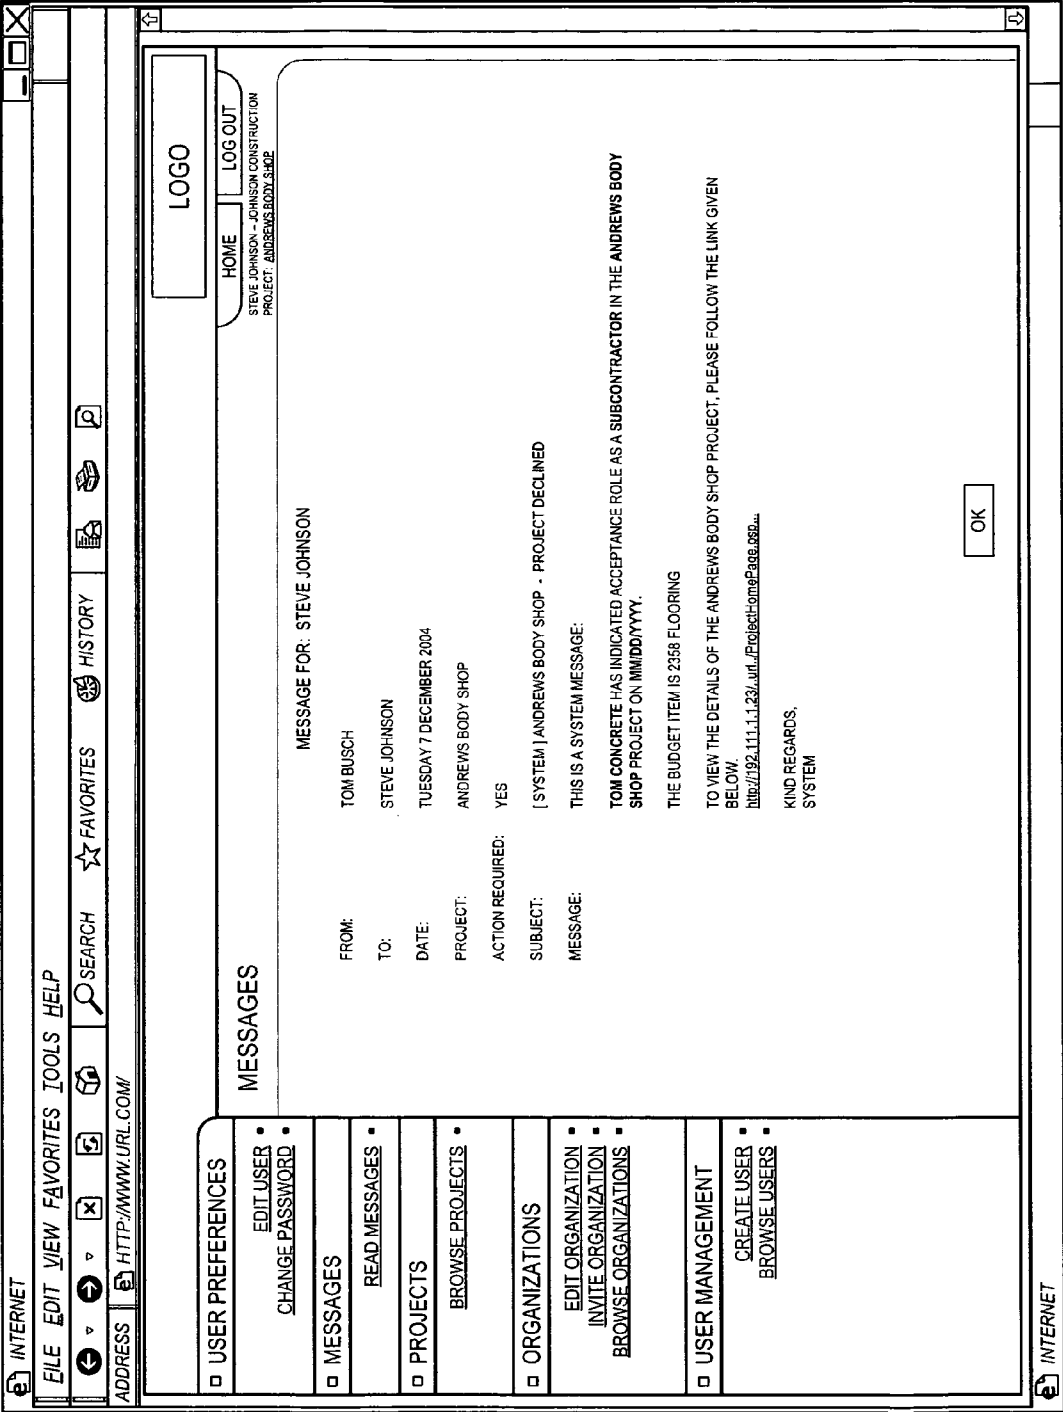 INTERNET
FILE EDIT VIEW FAVORITES TOOLS HELP
SEARCH FAVORITES HISTORY
ADDRESS HTTP://WWW.URL.COM/
LOGO
HOME LOG OUT
STEVE JOHNSON – JOHNSON CONSTRUCTION
PROJECT: ANDREWS BODY SHOP
USER PREFERENCES
EDIT USER
CHANGE PASSWORD
MESSAGES
READ MESSAGES
PROJECTS
BROWSE PROJECTS
ORGANIZATIONS
EDIT ORGANIZATION
INVITE ORGANIZATION
BROWSE ORGANIZATIONS
USER MANAGEMENT
CREATE USER
BROWSE USERS
MESSAGES
MESSAGE FOR: STEVE JOHNSON
FROM: TOM BUSCH
TO: STEVE JOHNSON
DATE: TUESDAY 7 DECEMBER 2004
PROJECT: ANDREWS BODY SHOP
ACTION REQUIRED: YES
SUBJECT: [ SYSTEM ] ANDREWS BODY SHOP - PROJECT DECLINED
MESSAGE: THIS IS A SYSTEM MESSAGE:
TOM CONCRETE HAS INDICATED ACCEPTANCE ROLE AS A SUBCONTRACTOR IN THE ANDREWS BODY
SHOP PROJECT ON MM/DD/YYYY.
THE BUDGET ITEM IS 2358 FLOORING
TO VIEW THE DETAILS OF THE ANDREWS BODY SHOP PROJECT, PLEASE FOLLOW THE LINK GIVEN
BELOW.
http://192.111.1.23/..url../ProjectHomePage.psp...
KIND REGARDS,
SYSTEM
OK
INTERNET